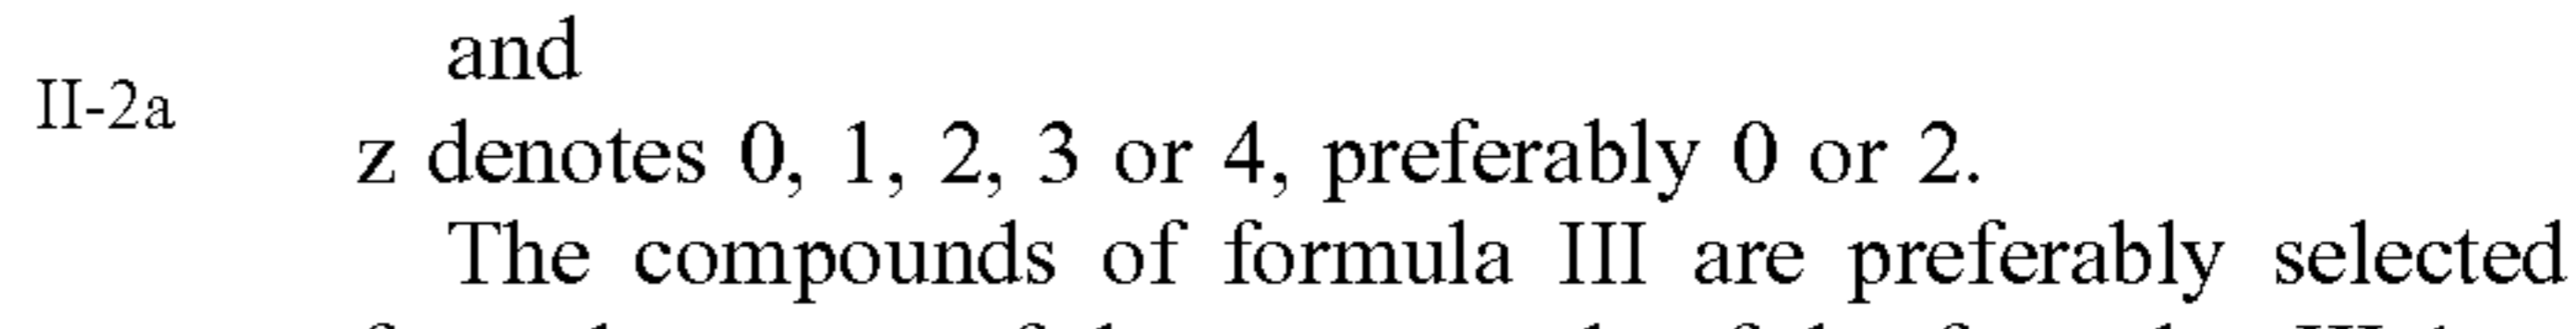 and
II-2a
z denotes 0, 1, 2, 3 or 4, preferably 0 or 2.
The compounds of formula III are preferably selected